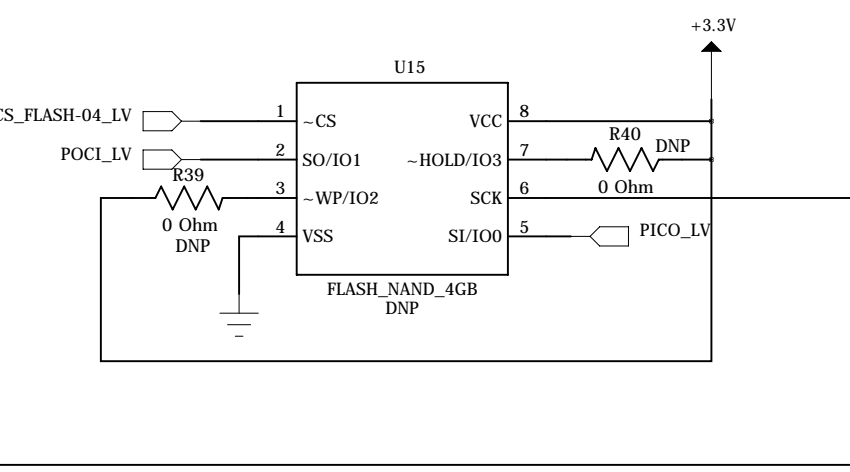 +3.3V
U15
CS_FLASH-04_LV
1
~CS
VCC
8
POCI_LV
2
SO/IO1
~HOLD/IO3
7
R40
DNP
0 Ohm
R39
0 Ohm
DNP
3
~WP/IO2
SCK
6
4
VSS
SI/IO0
5
PICO_LV
FLASH_NAND_4GB
DNP